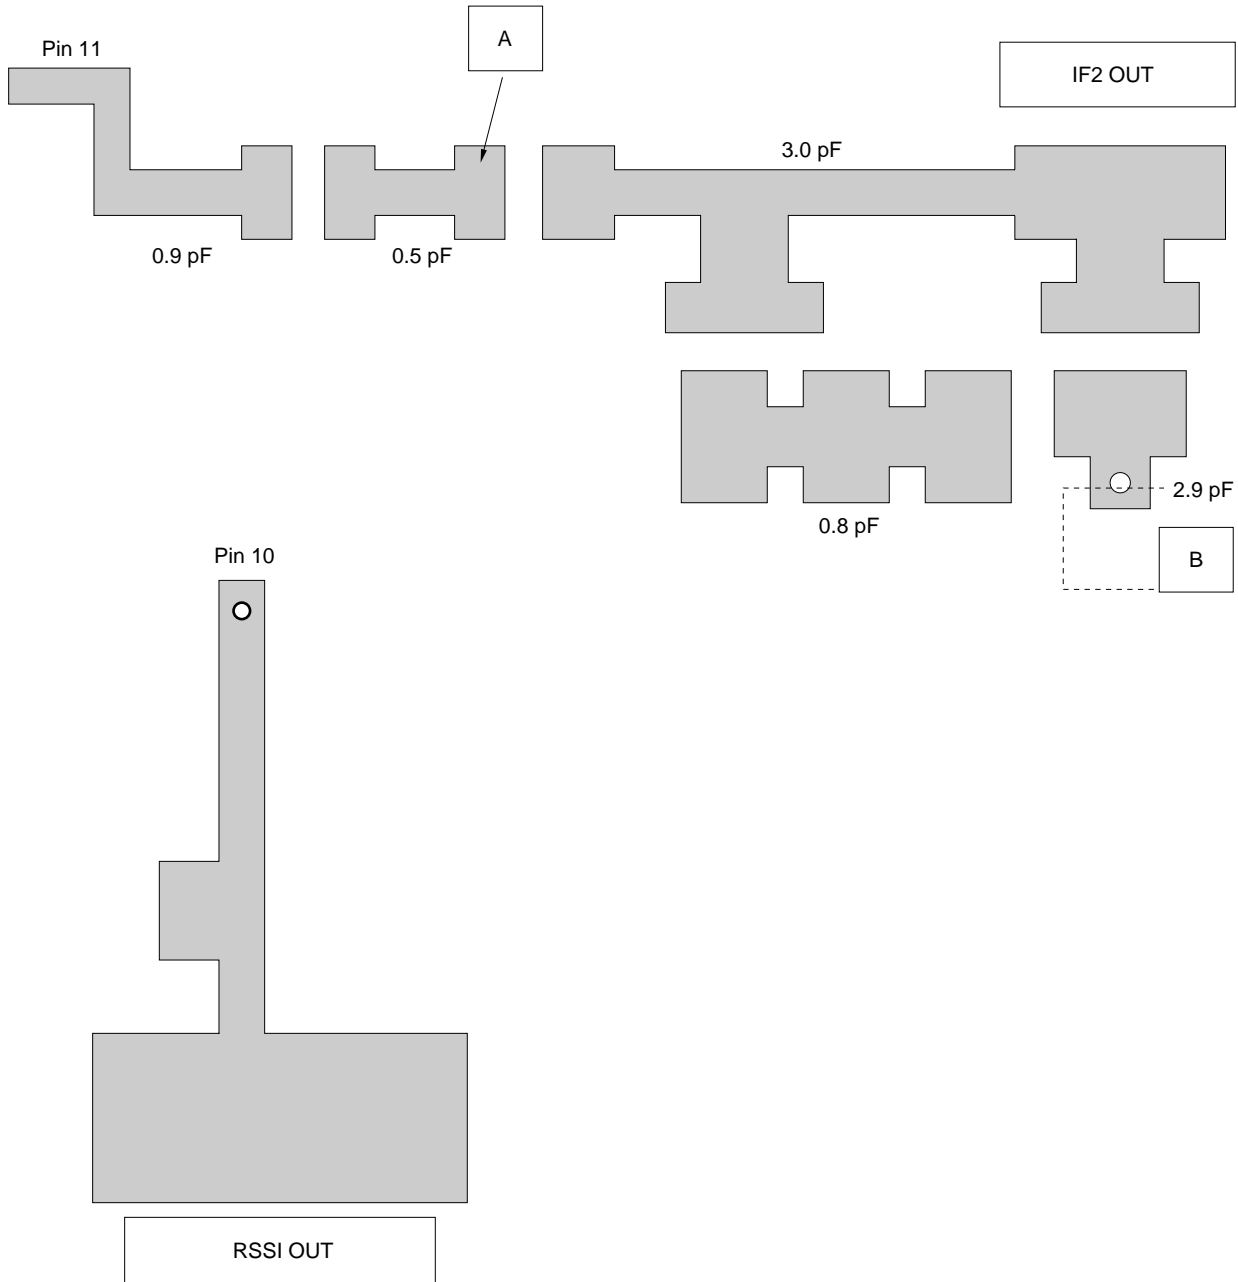 A
Pin 11
IF2 OUT
3.0 pF
0.9 pF
0.5 pF
2.9 pF
0.8 pF
B
Pin 10
RSSI OUT